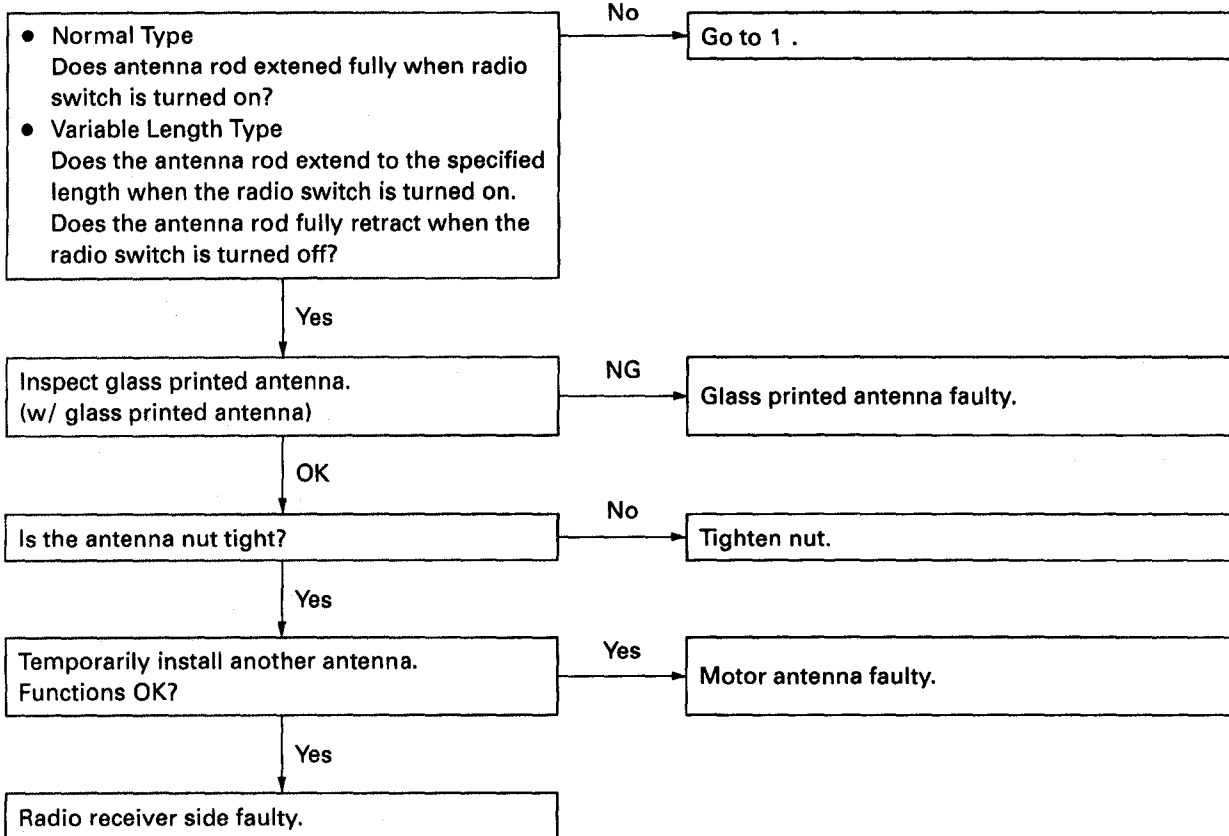 ● Normal Type
Does antenna rod extened fully when radio
switch is turned on?
● Variable Length Type
Does the antenna rod extend to the specified
length when the radio switch is turned on.
Does the antenna rod fully retract when the
radio switch is turned off?
No
Go to 1 .
Yes
Inspect glass printed antenna.
(w/ glass printed antenna)
NG
Glass printed antenna faulty.
OK
Is the antenna nut tight?
No
Tighten nut.
Yes
Temporarily install another antenna.
Functions OK?
Yes
Motor antenna faulty.
Yes
Radio receiver side faulty.